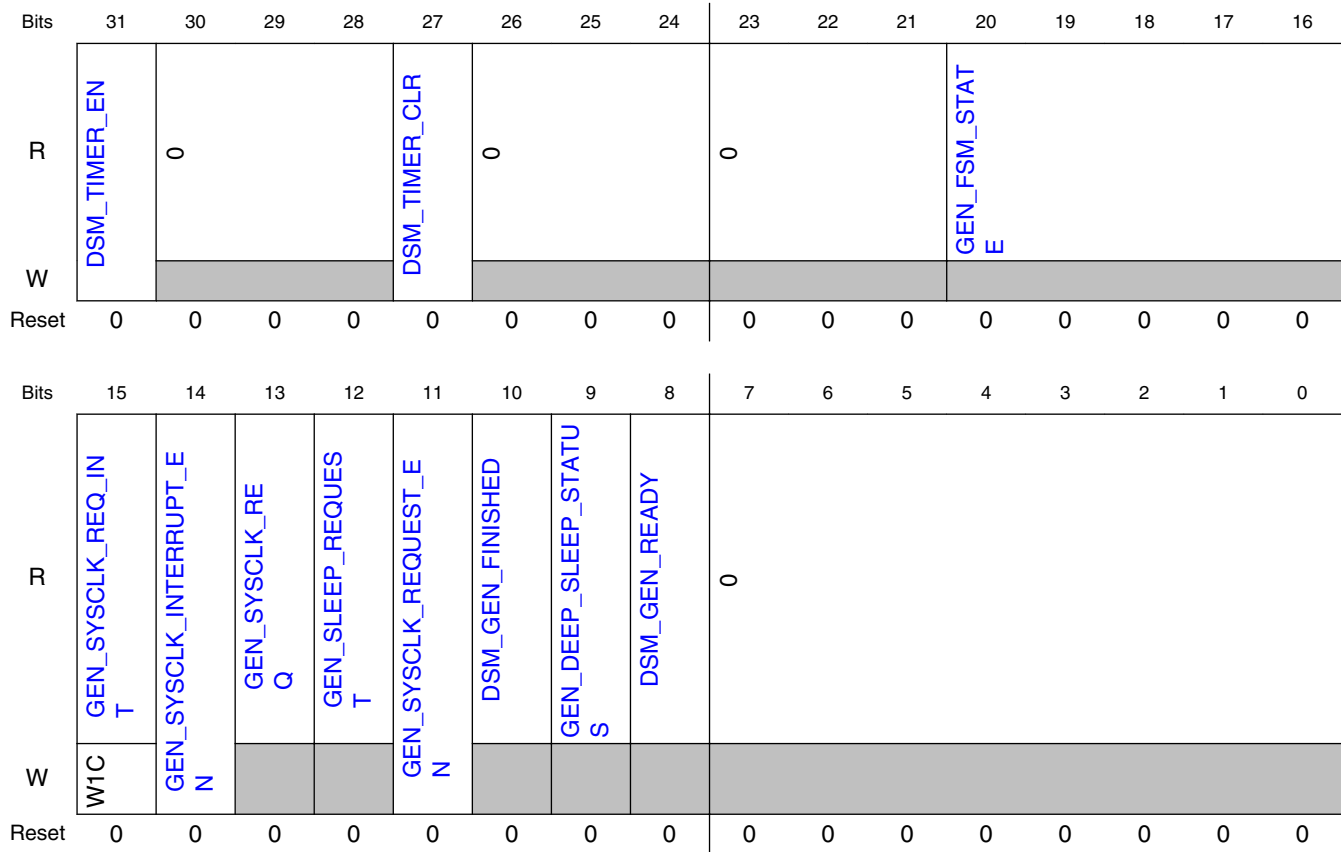 Bits 31 30 29 28 27 26 25 24 23 22 21 20 19 18 17 16
R DSM_TIMER_EN 0 DSM_TIMER_CLR 0 0 GEN_FSM_STAT
E
W
Reset 0 0 0 0 0 0 0 0 0 0 0 0 0 0 0 0
Bits 15 14 13 12 11 10 9 8 7 6 5 4 3 2 1 0
R
GEN_SYSCLK_REQ_IN
T
GEN_SYSCLK_INTERRUPT_E
N
GEN_SYSCLK_RE
Q
GEN_SLEEP_REQUES
T
GEN_SYSCLK_REQUEST_E
N
DSM_GEN_FINISHED
GEN_DEEP_SLEEP_STATU
S
DSM_GEN_READY
0
W W1C
Reset 0 0 0 0 0 0 0 0 0 0 0 0 0 0 0 0